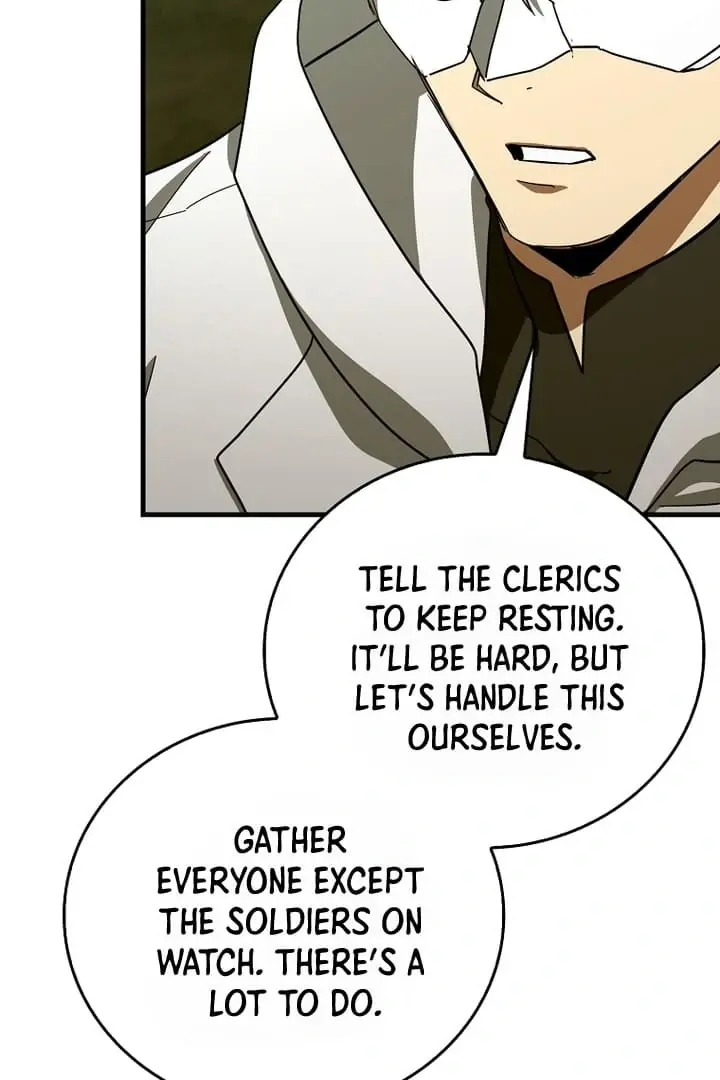 TELL THE CLERICS
TO KEEP RESTING.
IT'LL BE HARD, BUT
LET'S HANDLE THIS
OURSELVES.
GATHER
EVERYONE EXCEPT
THE SOLDIERS ON
WATCH. THERE'S A
LOT TO DO.